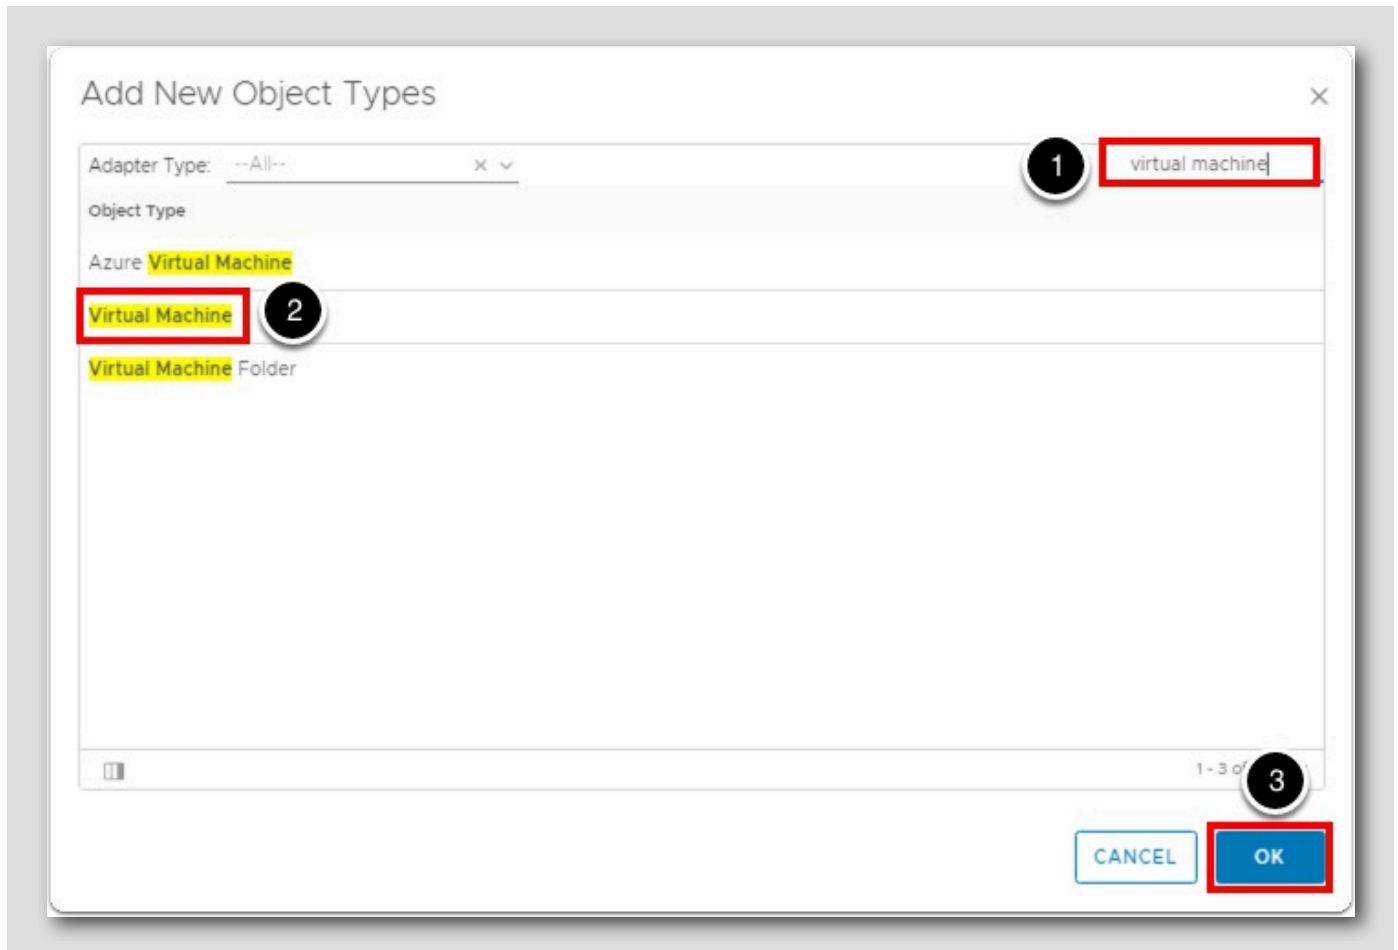 Add New Object Types
Adapter Type: --All--
1
virtual machine
Object Type
Azure Virtual Machine
Virtual Machine
2
Virtual Machine Folder
1 - 3 of
3
CANCEL
OK